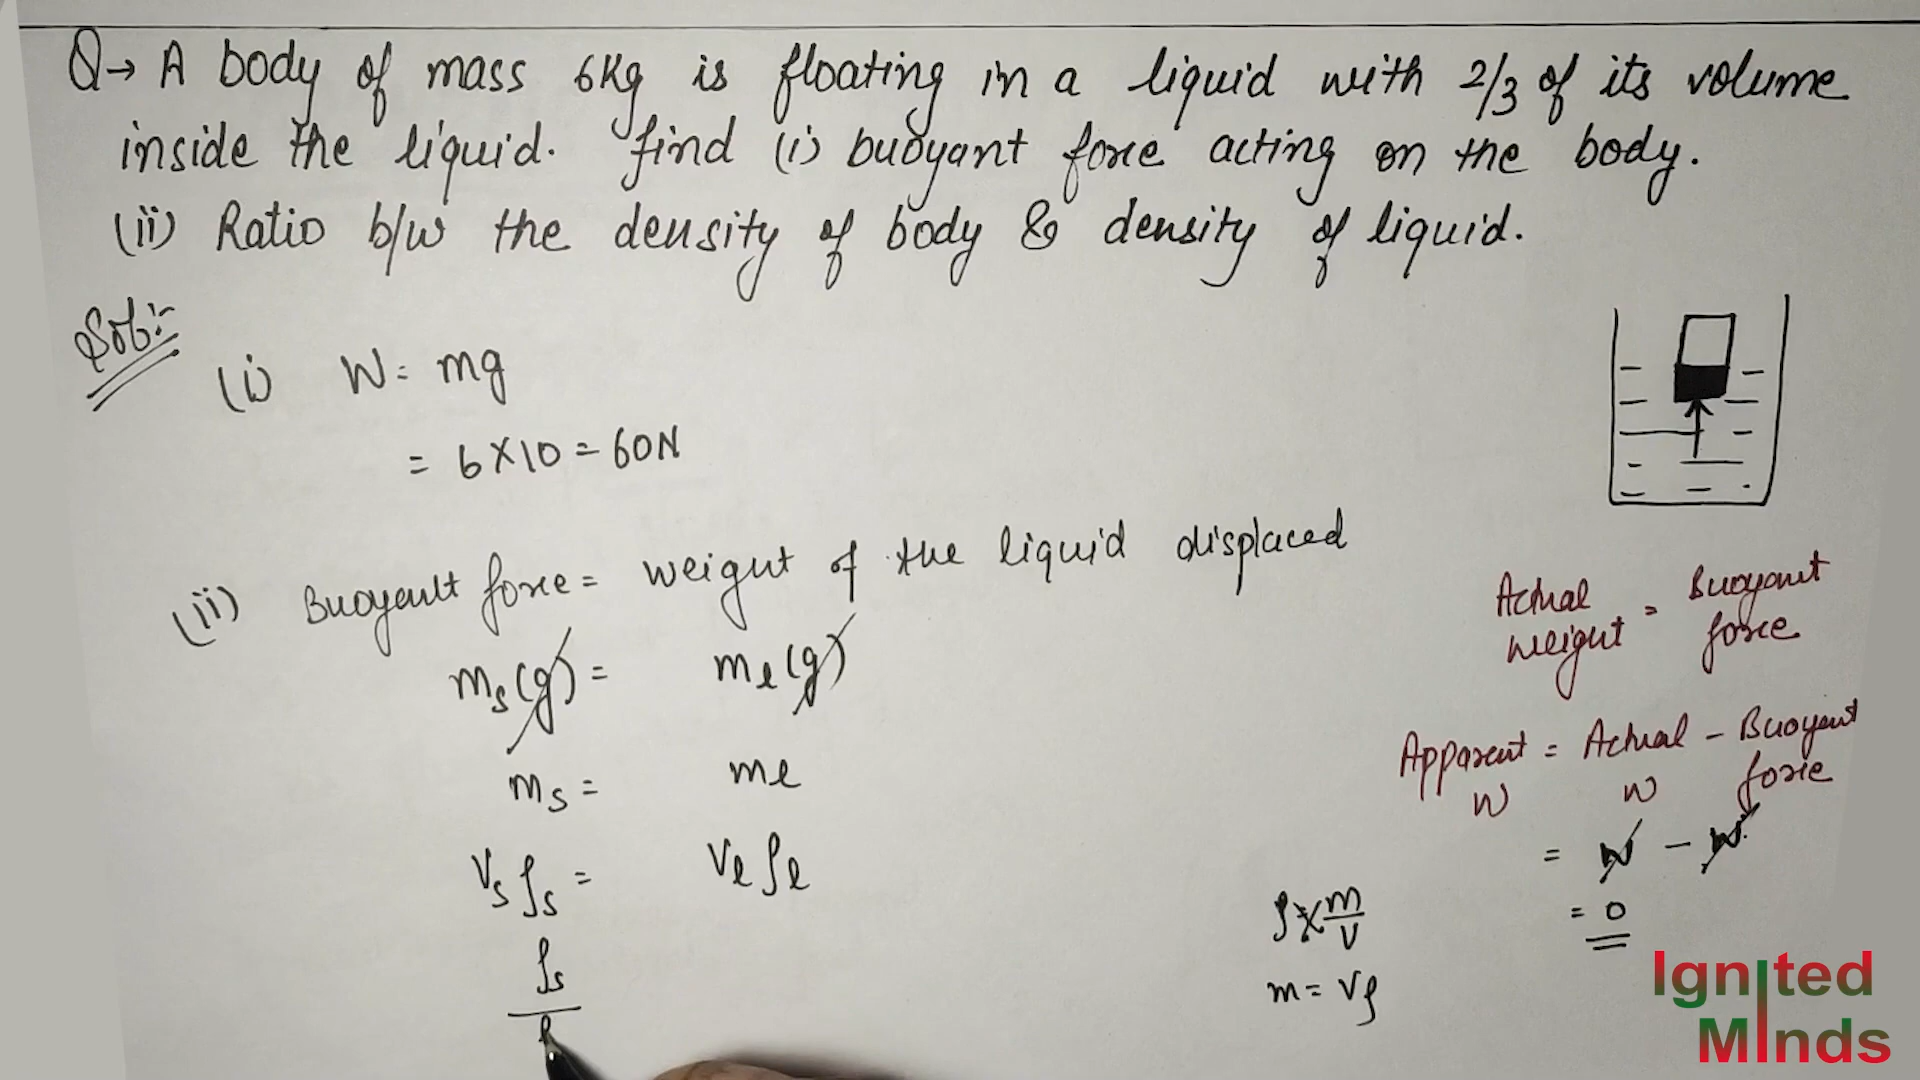 Q→ A body of mass 6Kg is floating in a liquid with 2/3 of its volume
inside the liquid. find (i) buoyant force acting on the body.
(ii) Ratio b/w the density of body & density of liquid.
Sol:-
(i) W = mg
= 6×10 = 60N
(ii) Buoyant force = weight of the liquid displaced
ms(g) = mℓ(g)
ms = mℓ
Vs ρs = Vℓ ρℓ
ρs
Actual weight = Buoyant force
Apparent W = Actual W - Buoyant force
= W - W
= 0
ρ = m/V
m = Vρ
Ignited
Minds